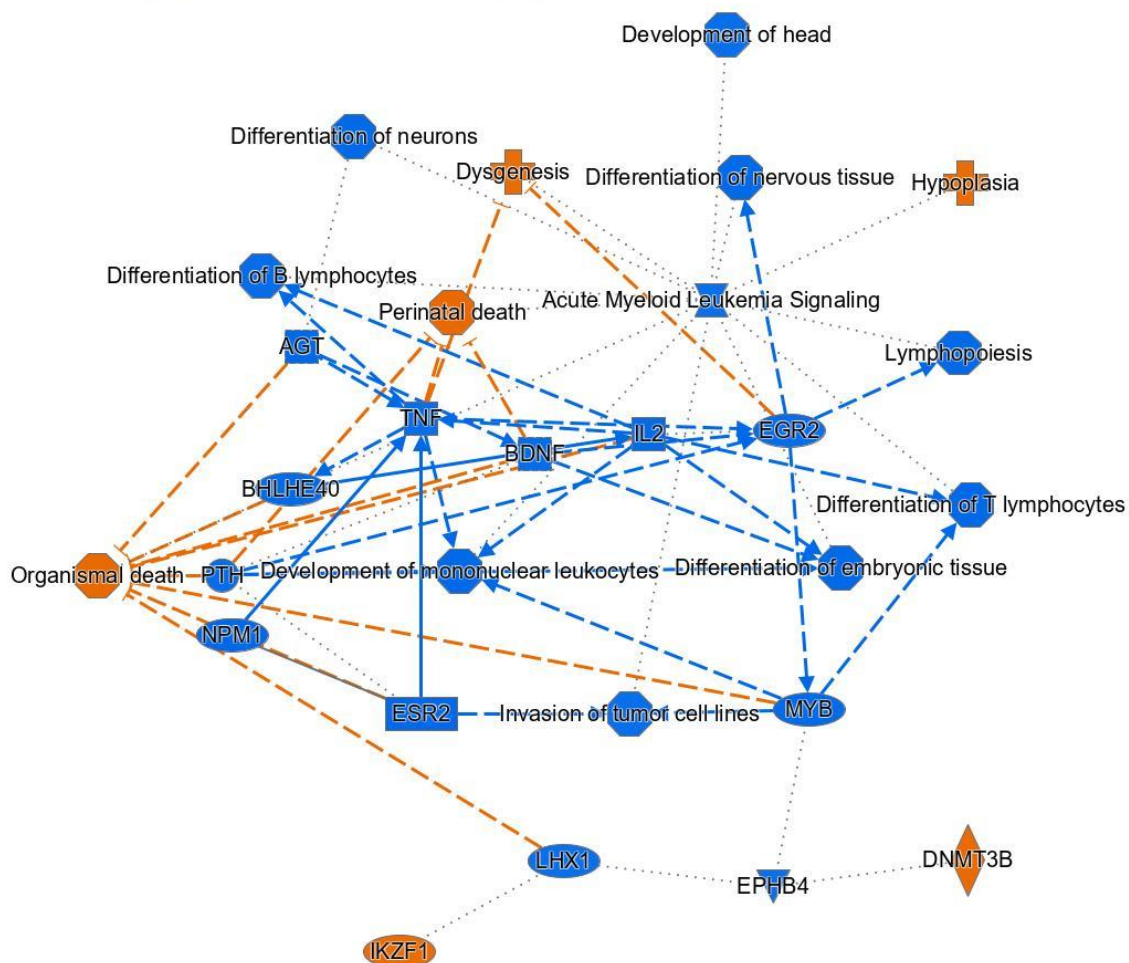 Development of head
Differentiation of neurons
Dysgenesis
Differentiation of nervous tissue
Hypoplasia
Differentiation of B lymphocytes
Perinatal death
Acute Myeloid Leukemia Signaling
AGT
Lymphopoiesis
TNF
IL2
EGR2
BDNF
BHLHE40
Differentiation of T lymphocytes
Organismal death
PTH
Development of mononuclear leukocytes
Differentiation of embryonic tissue
NPM1
ESR2
Invasion of tumor cell lines
MYB
LHX1
DNMT3B
EPHB4
IKZF1